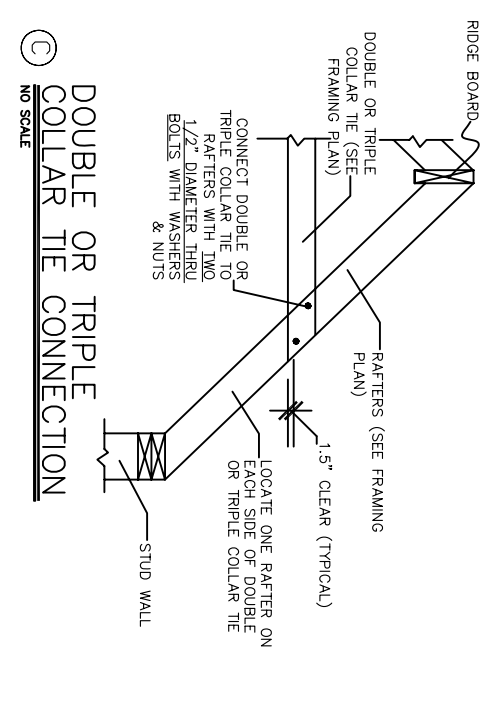 RIDGE BOARD
DOUBLE OR TRIPLE
COLLAR TIE (SEE
FRAMING PLAN)
RAFTERS (SEE FRAMING
PLAN)
1.5" CLEAR (TYPICAL)
CONNECT DOUBLE OR
TRIPLE COLLAR TIE TO
RAFTERS WITH TWO
1/2" DIAMETER THRU
BOLTS WITH WASHERS
& NUTS
LOCATE ONE RAFTER ON
EACH SIDE OF DOUBLE
OR TRIPLE COLLAR TIE
STUD WALL
DOUBLE OR TRIPLE
COLLAR TIE CONNECTION
C
NO SCALE